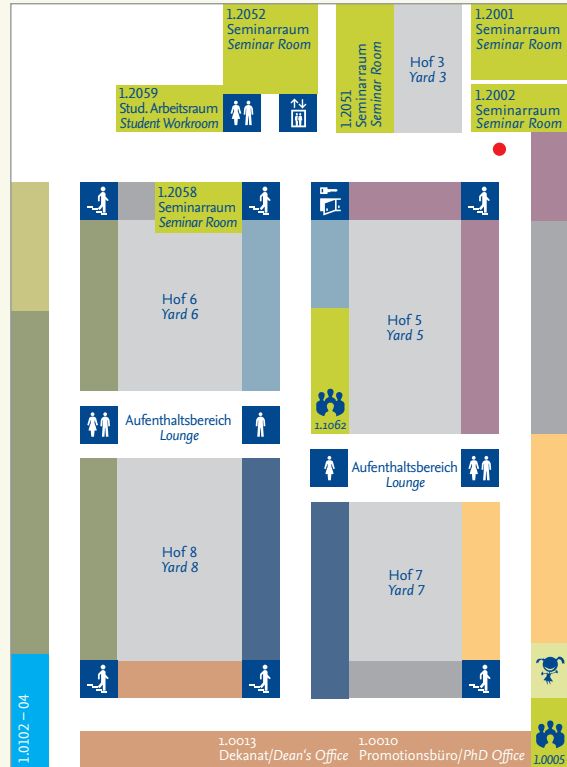 1.2052
Seminarraum
Seminar Room
1.2051
Seminarraum
Seminar Room
Hof 3
Yard 3
1.2001
Seminarraum
Seminar Room
1.2059
Stud. Arbeitsraum
Student Workroom
1.2002
Seminarraum
Seminar Room
1.2058
Seminarraum
Seminar Room
Hof 6
Yard 6
Hof 5
Yard 5
1.1062
Aufenthaltsbereich
Lounge
Aufenthaltsbereich
Lounge
Hof 8
Yard 8
Hof 7
Yard 7
1.0102 – 04
1.0013
Dekanat/Dean's Office
1.0010
Promotionsbüro/PhD Office
1.0005